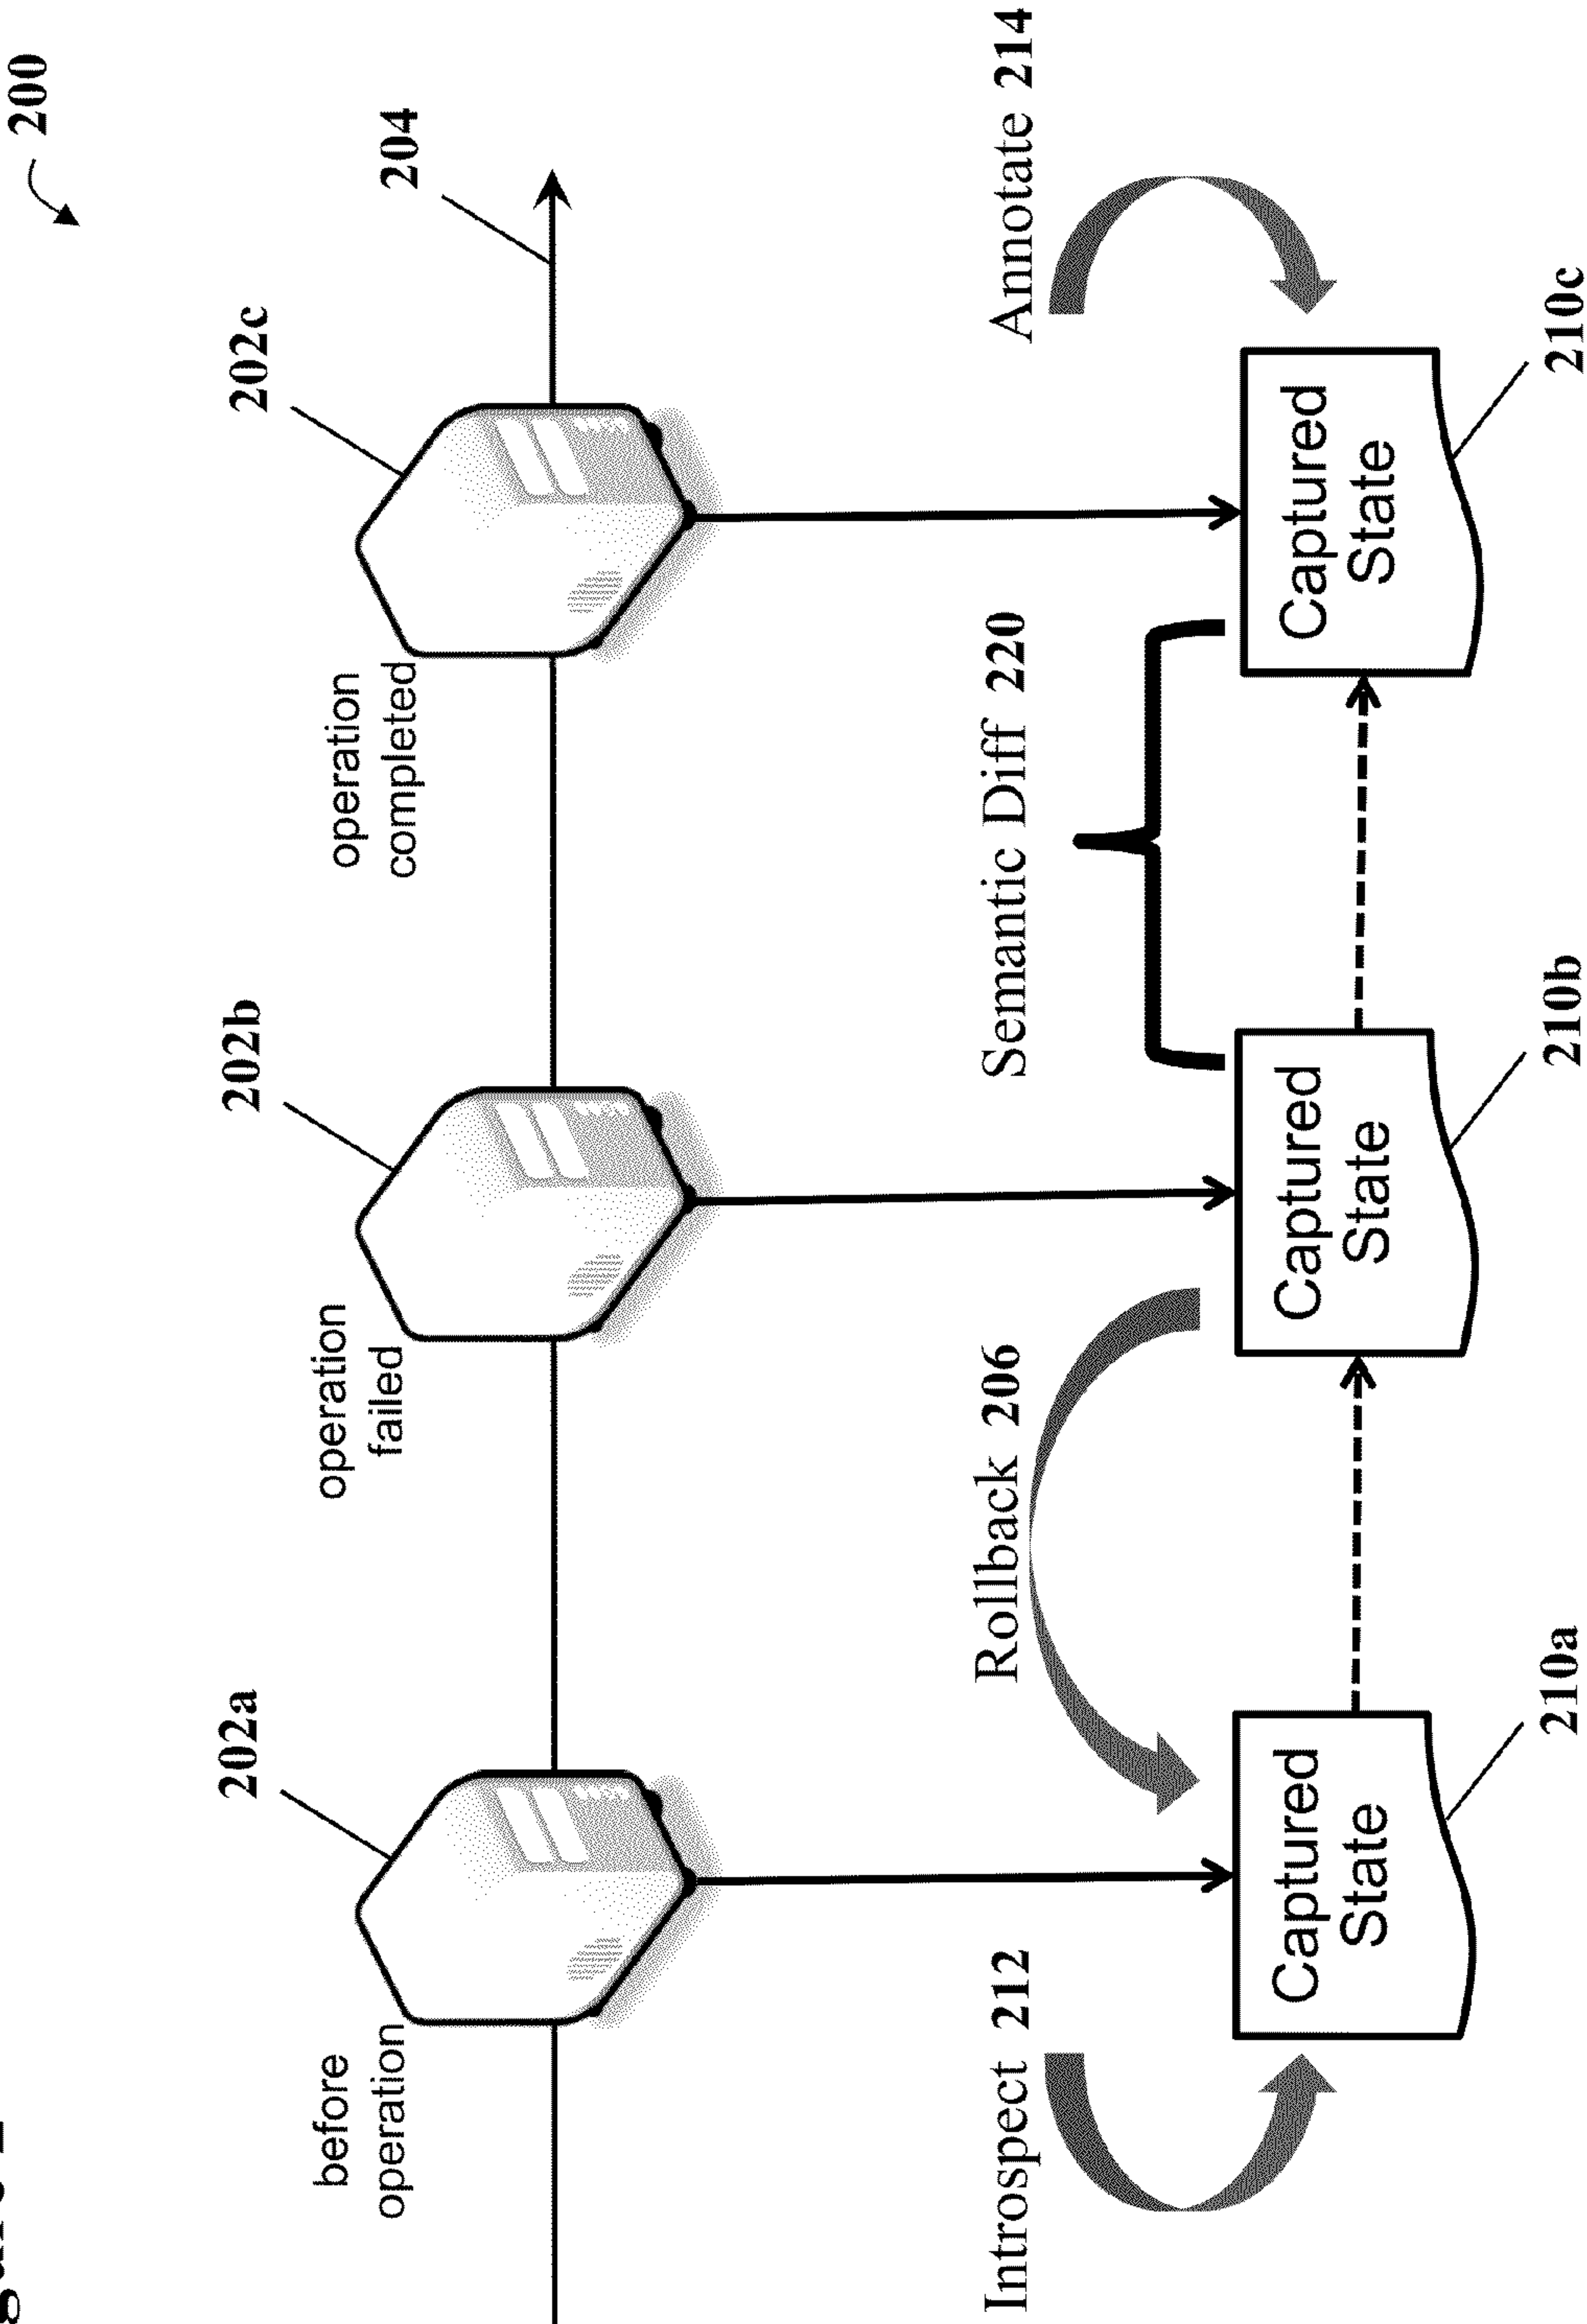 200
202a
202b
202c
204
before
operation
operation
failed
operation
completed
Introspect 212
Rollback 206
Semantic Diff 220
Annotate 214
Captured
State
Captured
State
Captured
State
210a
210b
210c